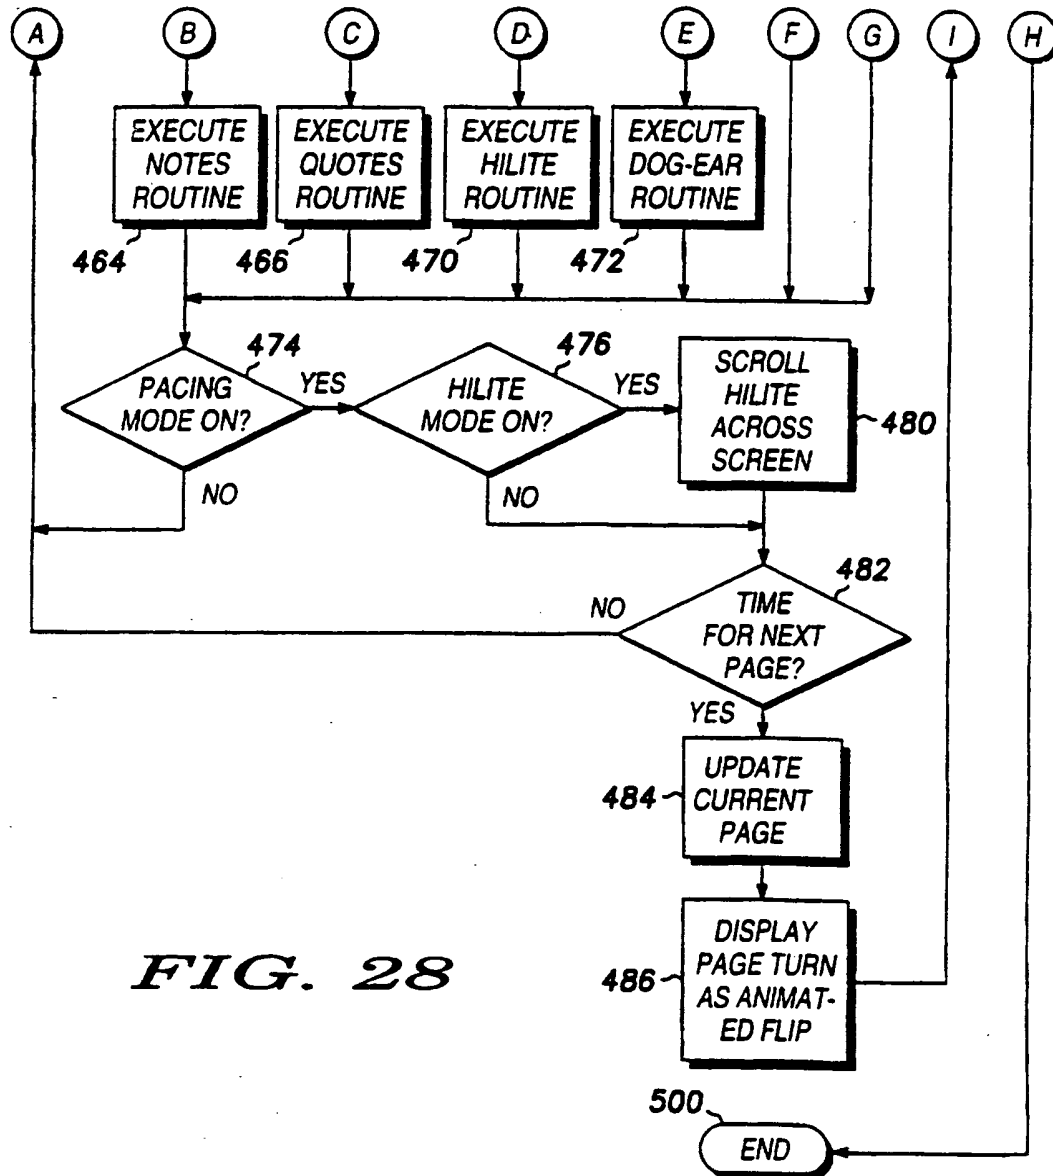 A B C D E F G I H
EXECUTE
NOTES
ROUTINE
464
EXECUTE
QUOTES
ROUTINE
466
EXECUTE
HILITE
ROUTINE
470
EXECUTE
DOG-EAR
ROUTINE
472
PACING
MODE ON?
474
YES
NO
HILITE
MODE ON?
476
YES
NO
SCROLL
HILITE
ACROSS
SCREEN
480
TIME
FOR NEXT
PAGE?
482
NO
YES
UPDATE
CURRENT
PAGE
484
DISPLAY
PAGE TURN
AS ANIMAT-
ED FLIP
486
FIG. 28
500
END